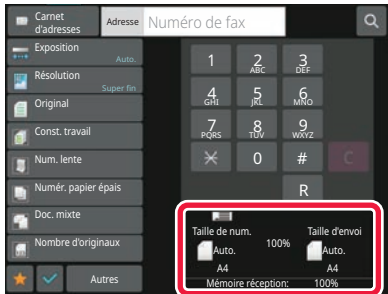 Carnet
d'adresses
Adresse
Numéro de fax
Exposition
Auto.
Résolution
Super fin
Original
Const. travail
Num. lente
Numér. papier
épais
Doc. mixte
Nombre d'originaux
Autres
1
2
ABC
3
DEF
4
GHI
5
JKL
6
MNO
7
PQRS
8
TUV
9
WXYZ
0
#
C
R
Taille de num.
Taille d'envoi
Auto.
100%
Auto.
A4
A4
Mémoire réception: 100%